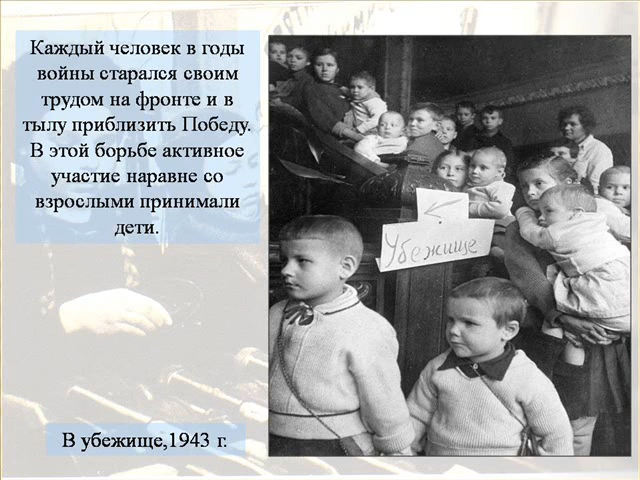 Каждый человек в годы
войны старался своим
трудом на фронте и в
тылу приблизить Победу.
В этой борьбе активное
участие наравне со
взрослыми принимали
дети.
Убежище
В убежище,1943 г.